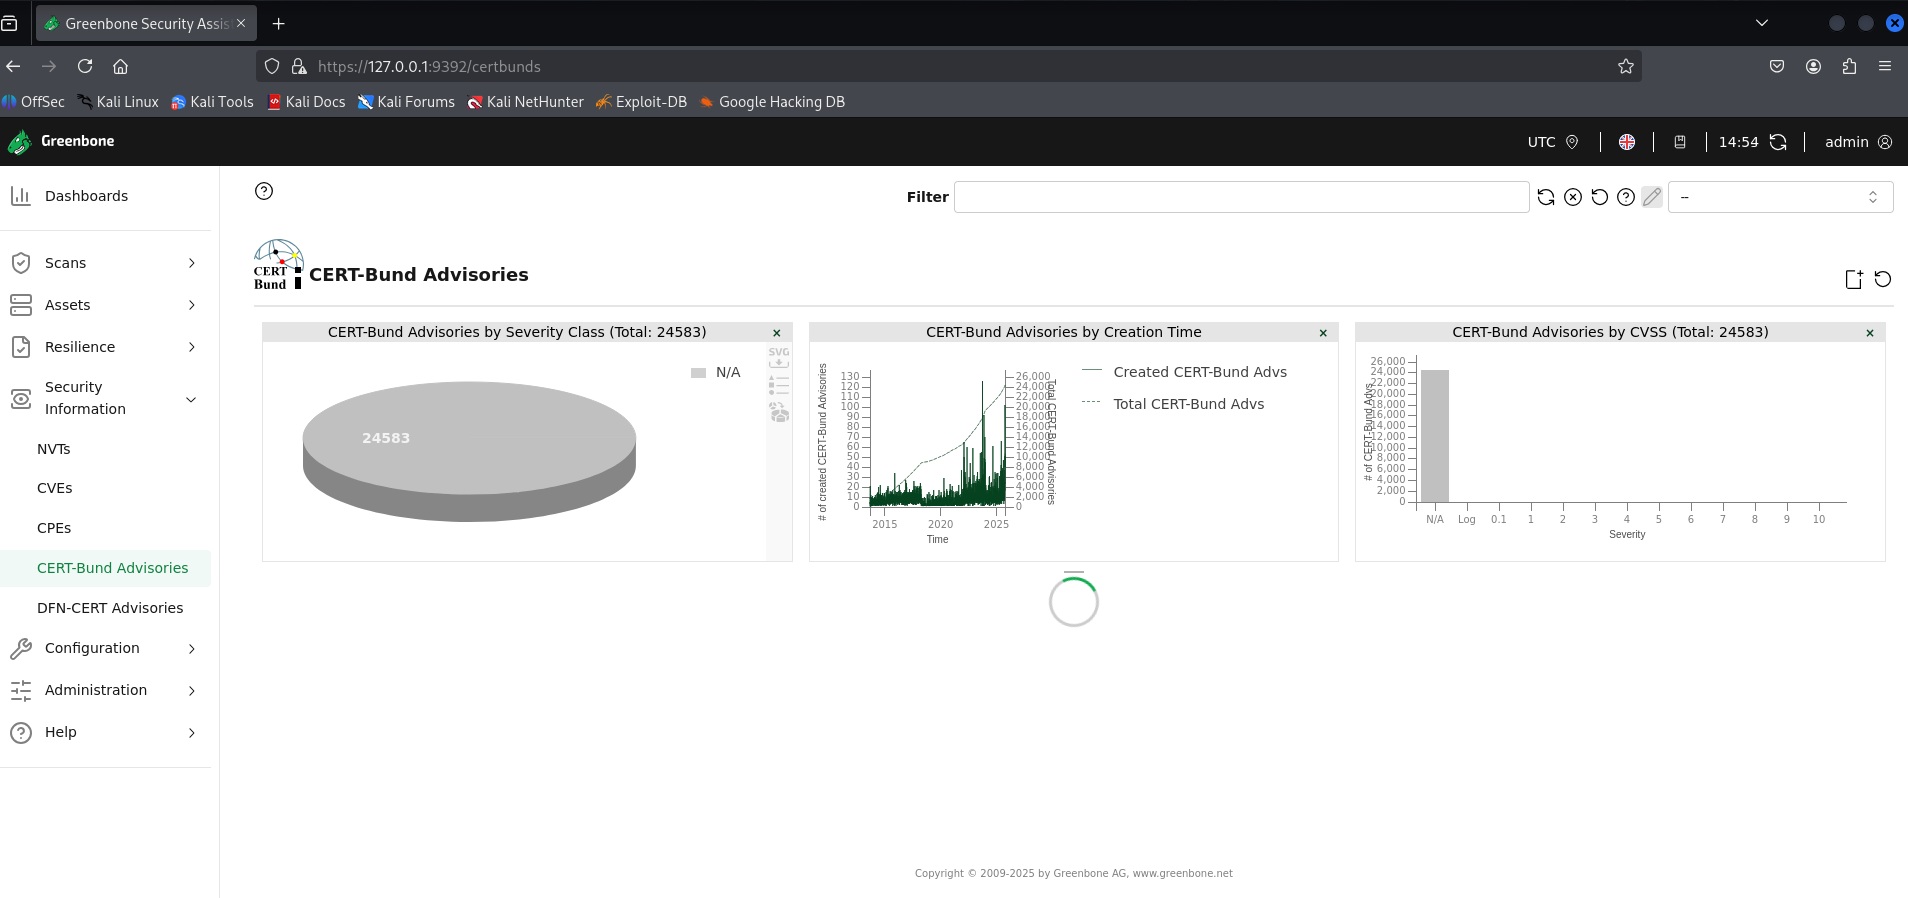 Greenbone Security Assis
https://127.0.0.1:9392/certbunds
OffSec Kali Linux Kali Tools Kali Docs Kali Forums Kali NetHunter Exploit-DB Google Hacking DB
Greenbone
UTC 14:54 admin
Dashboards
Scans
Assets
Resilience
Security
Information
NVTs
CVEs
CPEs
CERT-Bund Advisories
DFN-CERT Advisories
Configuration
Administration
Help
Filter
--
CERT
Bund
CERT-Bund Advisories
CERT-Bund Advisories by Severity Class (Total: 24583)
SVG
N/A
24583
CERT-Bund Advisories by Creation Time
# of created CERT-Bund Advisories
130
120
110
100
90
80
70
60
50
40
30
20
10
0
26,000
24,000
22,000
20,000
18,000
16,000
14,000
12,000
10,000
8,000
6,000
4,000
2,000
0
Total CERT-Bund Advisories
2015 2020 2025
Time
Created CERT-Bund Advs
Total CERT-Bund Advs
CERT-Bund Advisories by CVSS (Total: 24583)
# of CERT-Bund Advs
26,000
24,000
22,000
20,000
18,000
16,000
14,000
12,000
10,000
8,000
6,000
4,000
2,000
0
N/A Log 0.1 1 2 3 4 5 6 7 8 9 10
Severity
Copyright © 2009-2025 by Greenbone AG, www.greenbone.net